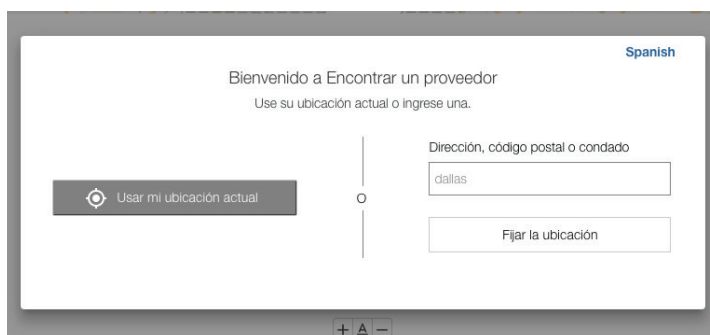 Spanish
Bienvenido a Encontrar un proveedor
Use su ubicación actual o ingrese una.
Dirección, código postal o condado
dallas
Usar mi ubicación actual
O
Fijar la ubicación
+ A −